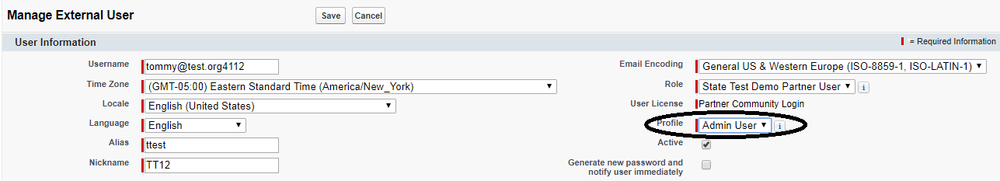 Manage External User Save Cancel
User Information = Required Information
Username tommy@test.org4112 Email Encoding General US & Western Europe (ISO-8859-1, ISO-LATIN-1)
Time Zone (GMT-05:00) Eastern Standard Time (America/New_York) Role State Test Demo Partner User i
Locale English (United States) User License Partner Community Login
Language English Profile Admin User i
Alias ttest Active
Nickname TT12 Generate new password and
notify user immediately